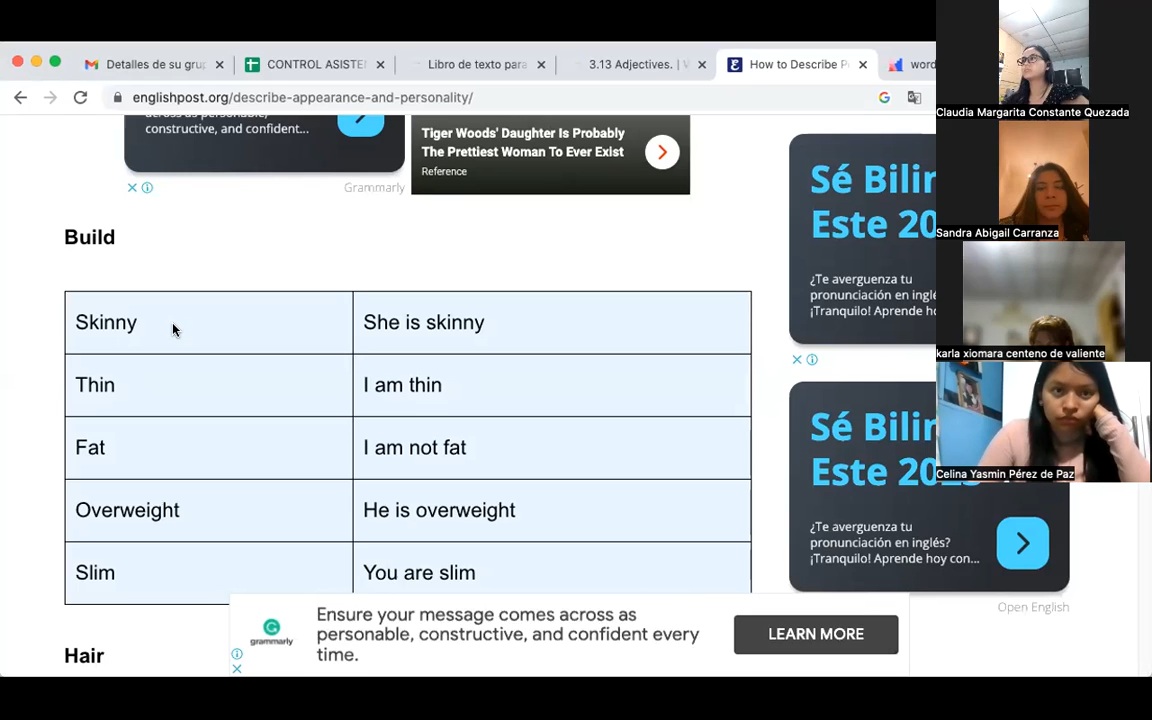 Detalles de su gru
CONTROL ASISTE
Libro de texto para
3.13 Adjectives. |
How to Describe P
word
englishpost.org/describe-appearance-and-personality/
across as personable,
constructive, and confident...
Grammarly
Tiger Woods' Daughter Is Probably
The Prettiest Woman To Ever Exist
Reference
Build
Skinny
She is skinny
Thin
I am thin
Fat
I am not fat
Overweight
He is overweight
Slim
You are slim
Hair
Sé Bilin
Este 20
¿Te averguenza tu
pronunciación en inglé
¡Tranquilo! Aprende ho
Sé Bilin
Este 20
¿Te averguenza tu
pronunciación en inglés?
¡Tranquilo! Aprende hoy con...
Open English
grammarly
Ensure your message comes across as
personable, constructive, and confident every
time.
LEARN MORE
Claudia Margarita Constante Quezada
Sandra Abigail Carranza
karla xiomara centeno de valiente
Celina Yasmin Pérez de Paz